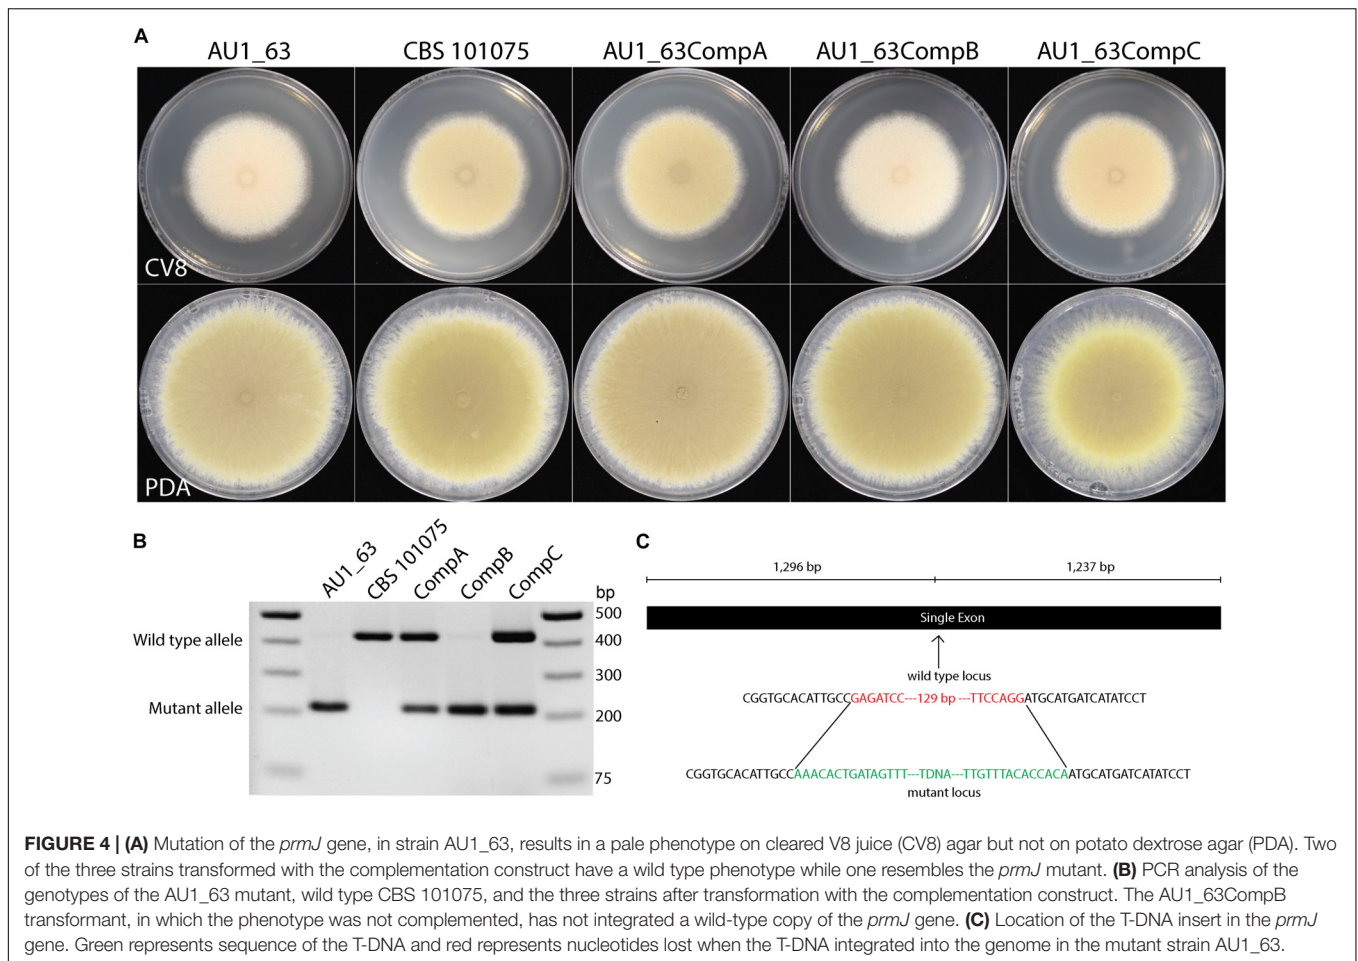 A
AU1_63 CBS 101075 AU1_63CompA AU1_63CompB AU1_63CompC
CV8
PDA
B
AU1_63 CBS 101075 CompA CompB CompC
bp
500
Wild type allele 400
300
Mutant allele 200
75
C
1,296 bp 1,237 bp
Single Exon
wild type locus
CGGTGCACATTGCCGAGATCC---129 bp ---TTCCAGGATGCATGATCATATCCT
CGGTGCACATTGCCAAACACTGATAGTTT---TDNA---TTGTTTACACCACAATGCATGATCATATCCT
mutant locus
FIGURE 4 | (A) Mutation of the prmJ gene, in strain AU1_63, results in a pale phenotype on cleared V8 juice (CV8) agar but not on potato dextrose agar (PDA). Two
of the three strains transformed with the complementation construct have a wild type phenotype while one resembles the prmJ mutant. (B) PCR analysis of the
genotypes of the AU1_63 mutant, wild type CBS 101075, and the three strains after transformation with the complementation construct. The AU1_63CompB
transformant, in which the phenotype was not complemented, has not integrated a wild-type copy of the prmJ gene. (C) Location of the T-DNA insert in the prmJ
gene. Green represents sequence of the T-DNA and red represents nucleotides lost when the T-DNA integrated into the genome in the mutant strain AU1_63.